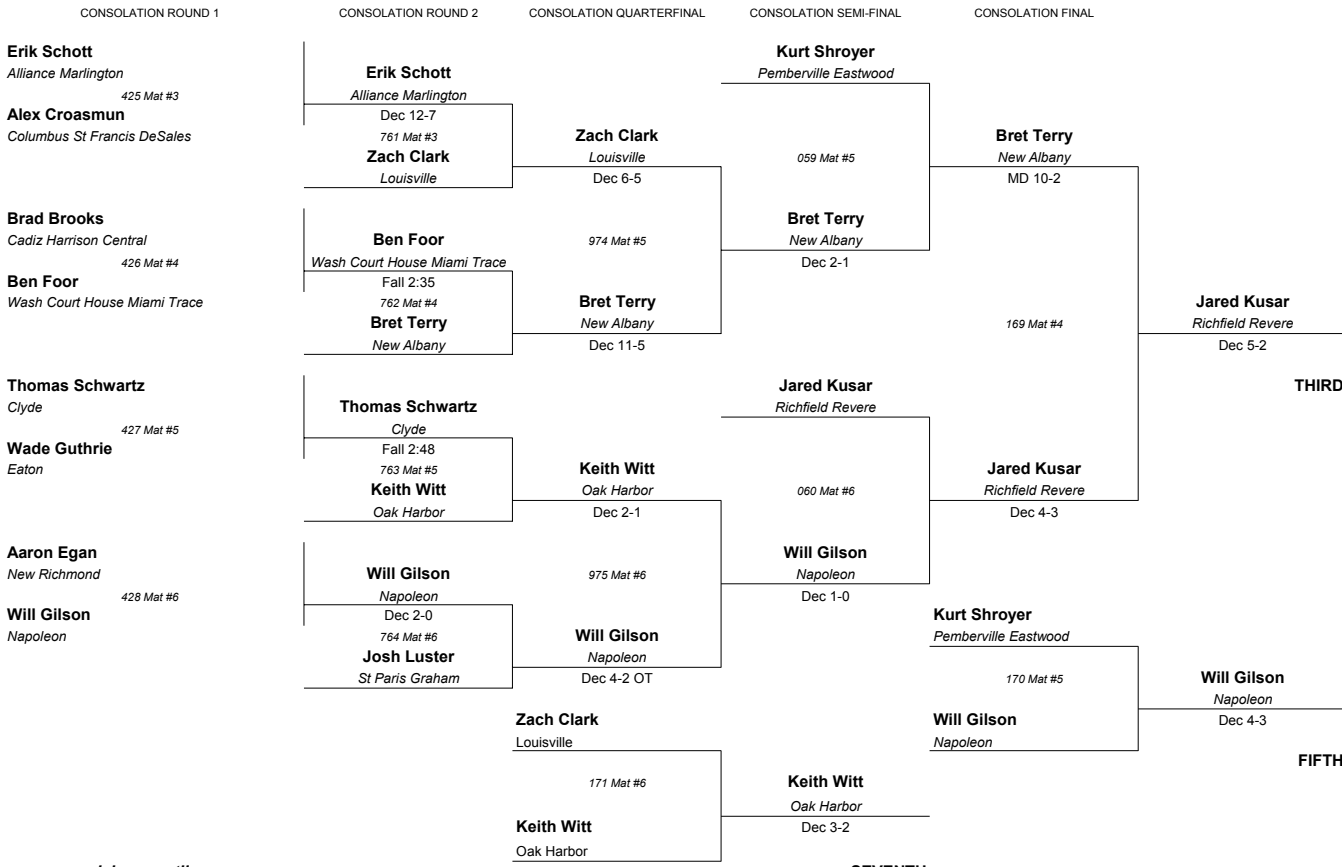 CONSOLATION ROUND 1
CONSOLATION ROUND 2
CONSOLATION QUARTERFINAL
CONSOLATION SEMI-FINAL
CONSOLATION FINAL
Erik Schott
Alliance Marlington
425 Mat #3
Alex Croasmun
Columbus St Francis DeSales
Brad Brooks
Cadiz Harrison Central
426 Mat #4
Ben Foor
Wash Court House Miami Trace
Thomas Schwartz
Clyde
427 Mat #5
Wade Guthrie
Eaton
Aaron Egan
New Richmond
428 Mat #6
Will Gilson
Napoleon
Erik Schott
Alliance Marlington
Dec 12-7
761 Mat #3
Zach Clark
Louisville
Ben Foor
Wash Court House Miami Trace
Fall 2:35
762 Mat #4
Bret Terry
New Albany
Thomas Schwartz
Clyde
Fall 2:48
763 Mat #5
Keith Witt
Oak Harbor
Will Gilson
Napoleon
Dec 2-0
764 Mat #6
Josh Luster
St Paris Graham
Zach Clark
Louisville
Dec 6-5
974 Mat #5
Bret Terry
New Albany
Dec 11-5
Keith Witt
Oak Harbor
Dec 2-1
975 Mat #6
Will Gilson
Napoleon
Dec 4-2 OT
Zach Clark
Louisville
171 Mat #6
Keith Witt
Oak Harbor
Kurt Shroyer
Pemberville Eastwood
059 Mat #5
Bret Terry
New Albany
Dec 2-1
Jared Kusar
Richfield Revere
060 Mat #6
Will Gilson
Napoleon
Dec 1-0
Keith Witt
Oak Harbor
Dec 3-2
Bret Terry
New Albany
MD 10-2
169 Mat #4
Jared Kusar
Richfield Revere
Dec 4-3
Kurt Shroyer
Pemberville Eastwood
170 Mat #5
Will Gilson
Napoleon
Jared Kusar
Richfield Revere
Dec 5-2
THIRD
Will Gilson
Napoleon
Dec 4-3
FIFTH